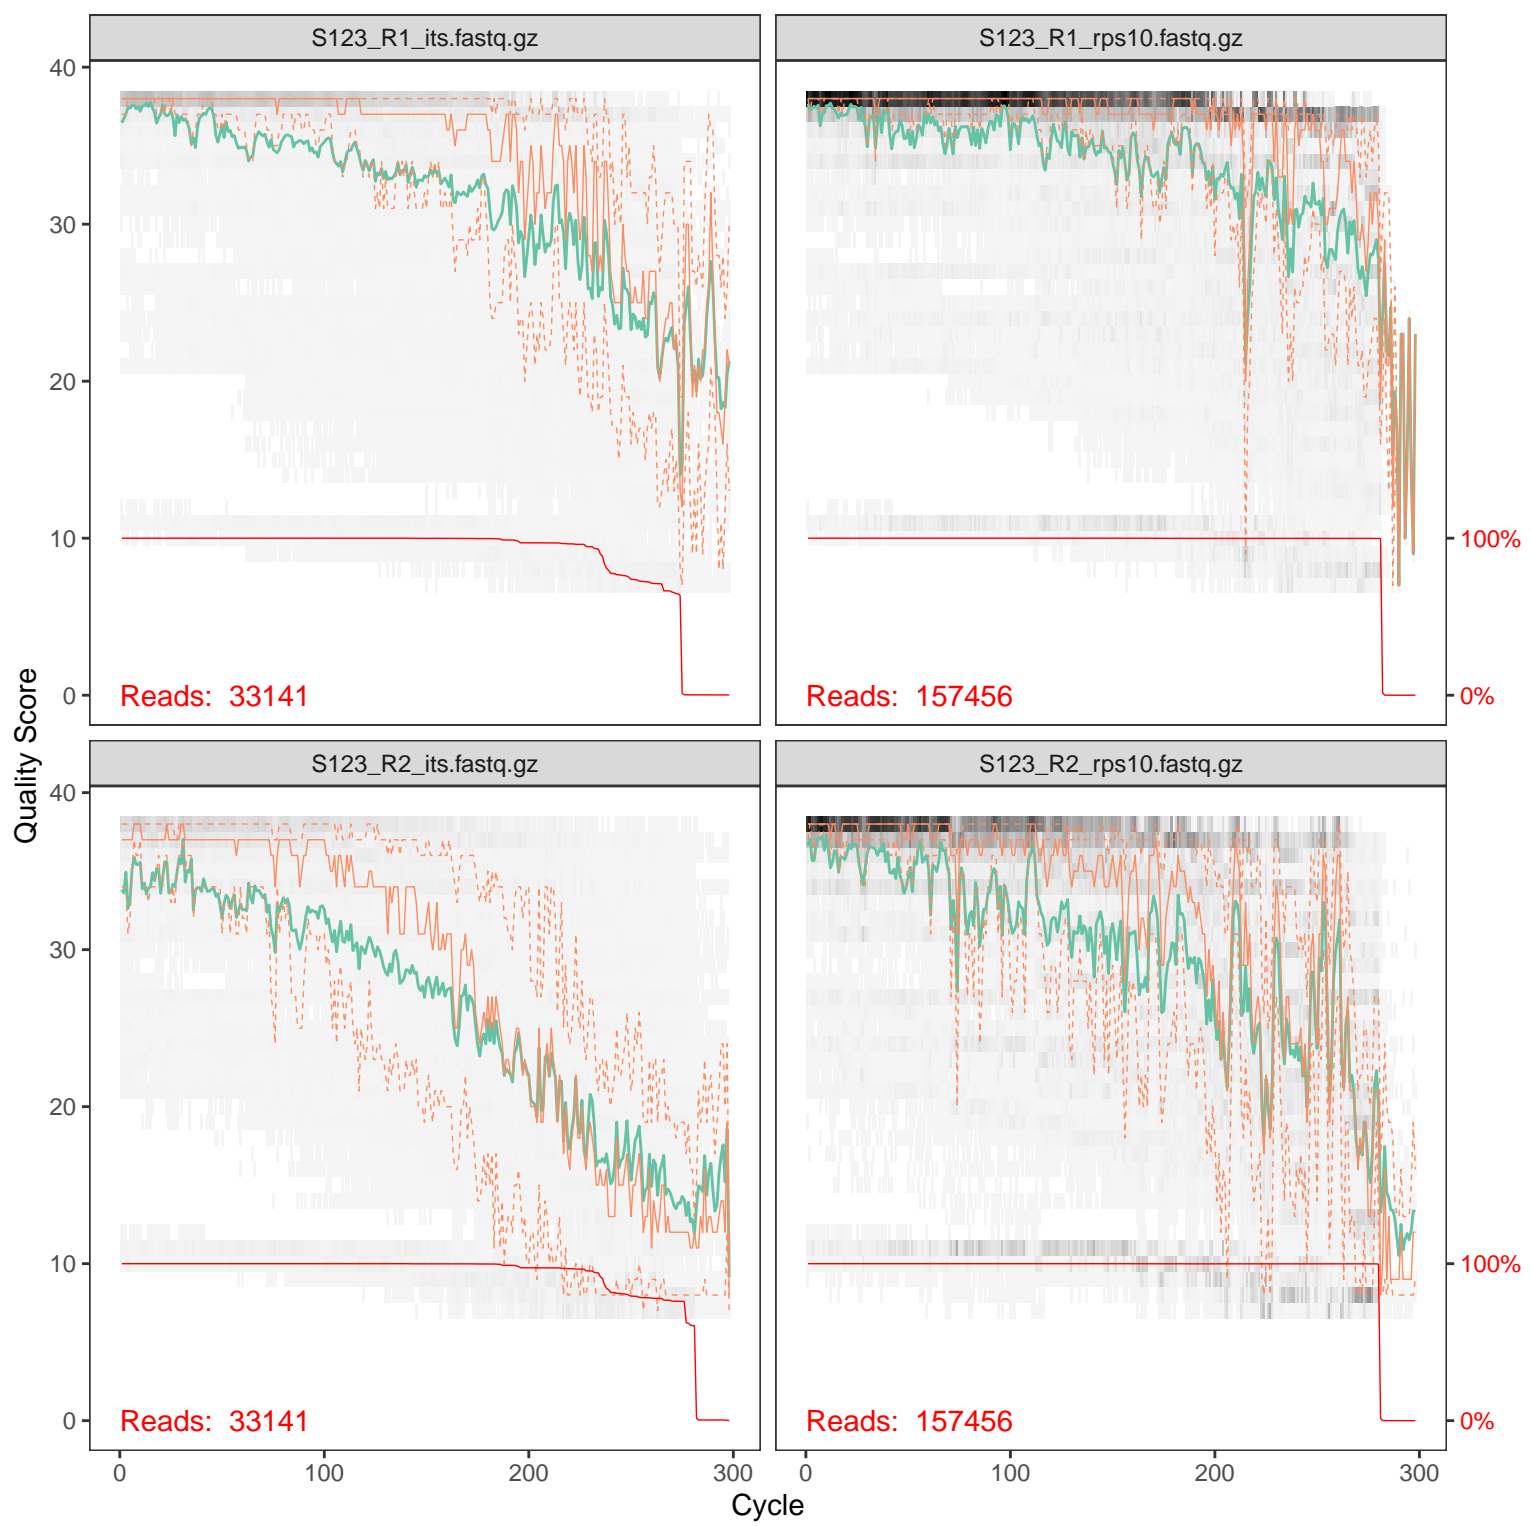 S123_R1_its.fastq.gz
S123_R1_rps10.fastq.gz
40
30
20
10
0
Reads: 33141
Reads: 157456
100%
0%
Quality Score
S123_R2_its.fastq.gz
S123_R2_rps10.fastq.gz
40
30
20
10
0
Reads: 33141
Reads: 157456
100%
0%
0 100 200 300
0 100 200 300
Cycle